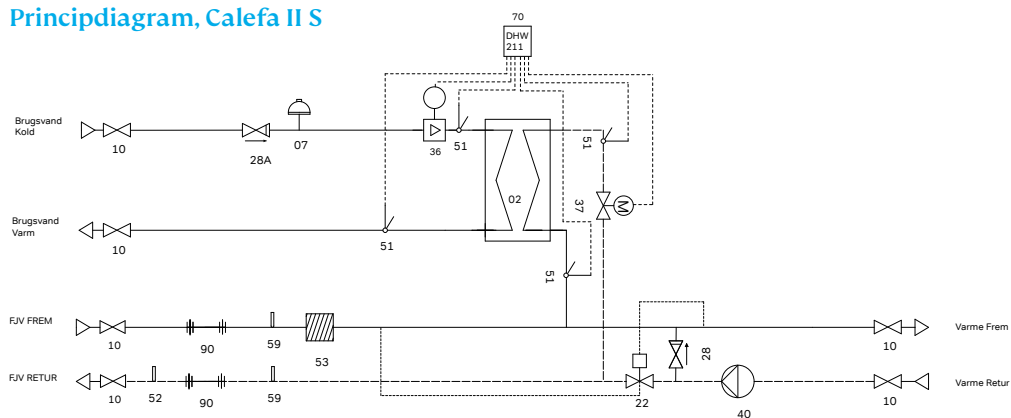 Principdiagram, Calefa II S
70
DHW
211
Brugsvand
Kold
10
28A
07
36
51
51
02
37
M
Brugsvand
Varm
10
51
51
FJV FREM
10
90
59
53
28
10
Varme Frem
FJV RETUR
10
52
90
59
22
40
10
Varme Retur